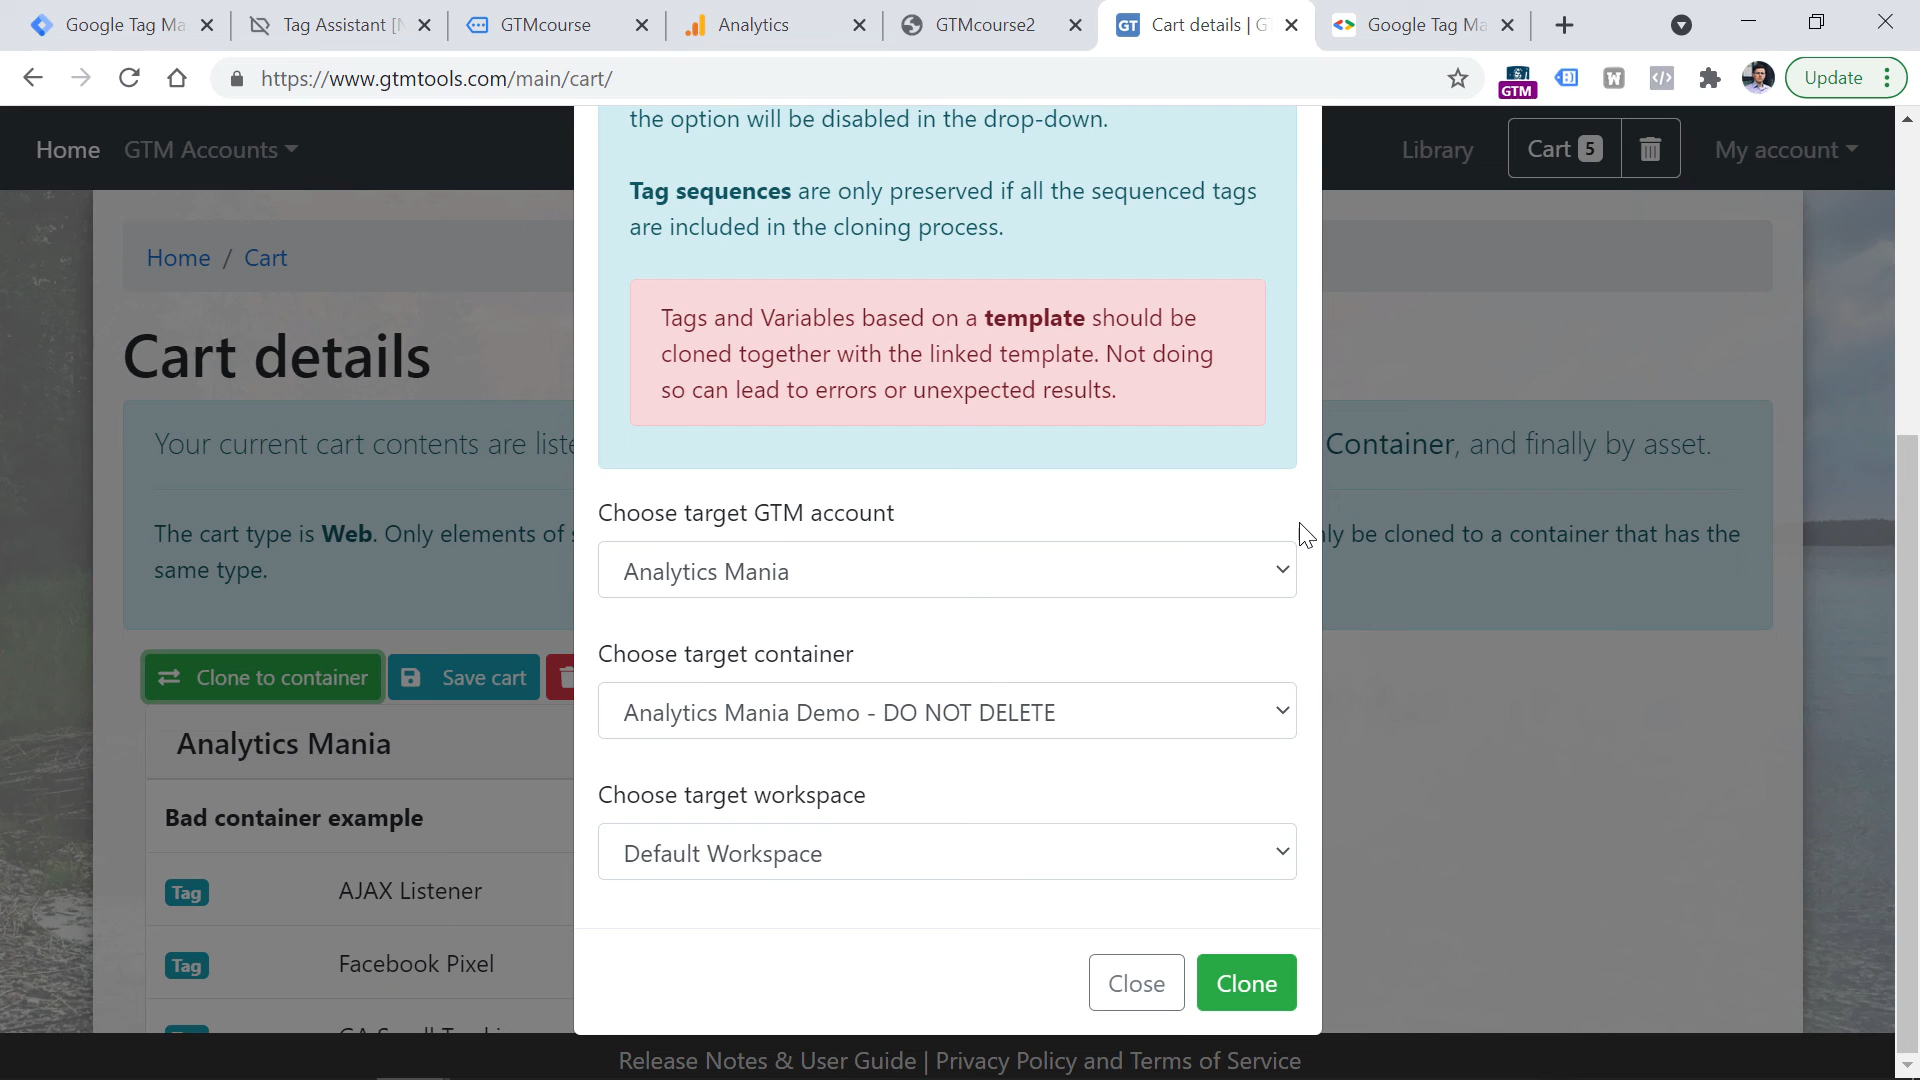 Google Tag Ma
Tag Assistant [N
GTMcourse
Analytics
GTMcourse2
Cart details | GT
Google Tag Ma
https://www.gtmtools.com/main/cart/
GTM
W
Update
Home
GTM Accounts
Library
Cart 5
My account
the option will be disabled in the drop-down.
Tag sequences are only preserved if all the sequenced tags
are included in the cloning process.
Tags and Variables based on a template should be
cloned together with the linked template. Not doing
so can lead to errors or unexpected results.
Home / Cart
Cart details
Your current cart contents are liste
Container, and finally by asset.
The cart type is Web. Only elements of s
ly be cloned to a container that has the
same type.
Choose target GTM account
Analytics Mania
Choose target container
Analytics Mania Demo - DO NOT DELETE
Choose target workspace
Default Workspace
Close
Clone
Clone to container
Save cart
Analytics Mania
Bad container example
Tag
AJAX Listener
Tag
Facebook Pixel
Release Notes & User Guide | Privacy Policy and Terms of Service